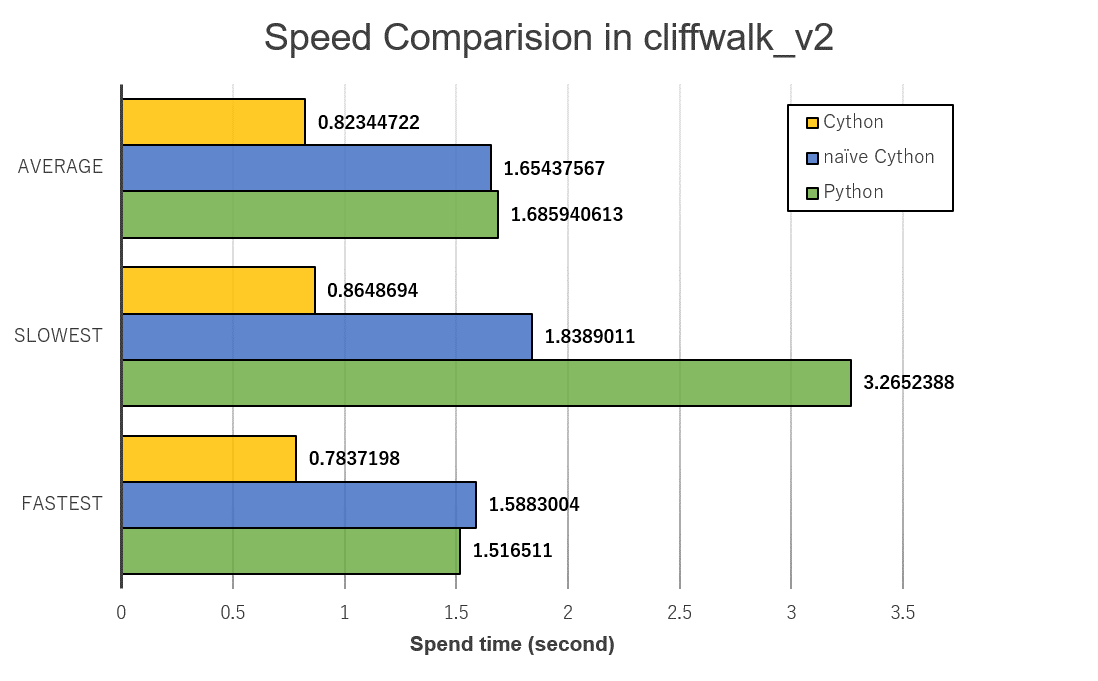 Speed Comparision in cliffwalk_v2
Cython
naïve Cython
Python
AVERAGE
0.82344722
1.65437567
1.685940613
SLOWEST
0.8648694
1.8389011
3.2652388
FASTEST
0.7837198
1.5883004
1.516511
0 0.5 1 1.5 2 2.5 3 3.5
Spend time (second)